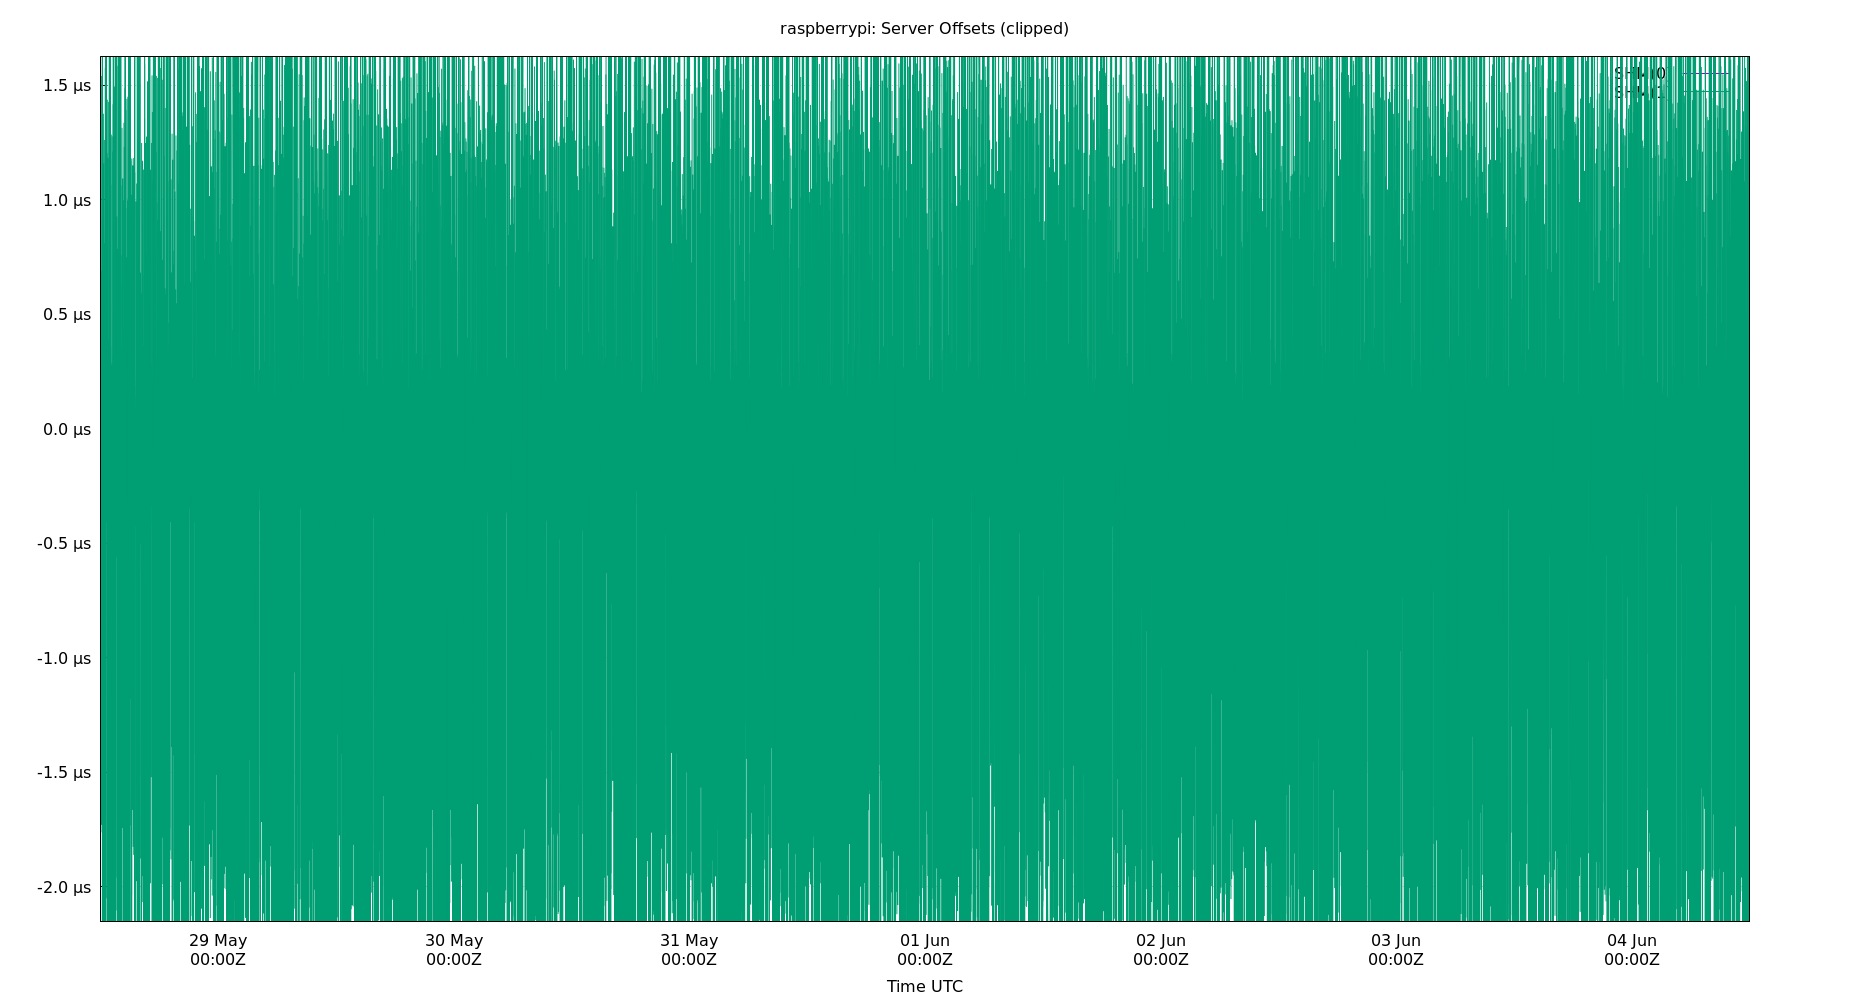 raspberrypi: Server Offsets (clipped)
1.5 µs
1.0 µs
0.5 µs
0.0 µs
-0.5 µs
-1.0 µs
-1.5 µs
-2.0 µs
29 May
00:00Z
30 May
00:00Z
31 May
00:00Z
01 Jun
00:00Z
02 Jun
00:00Z
03 Jun
00:00Z
04 Jun
00:00Z
Time UTC